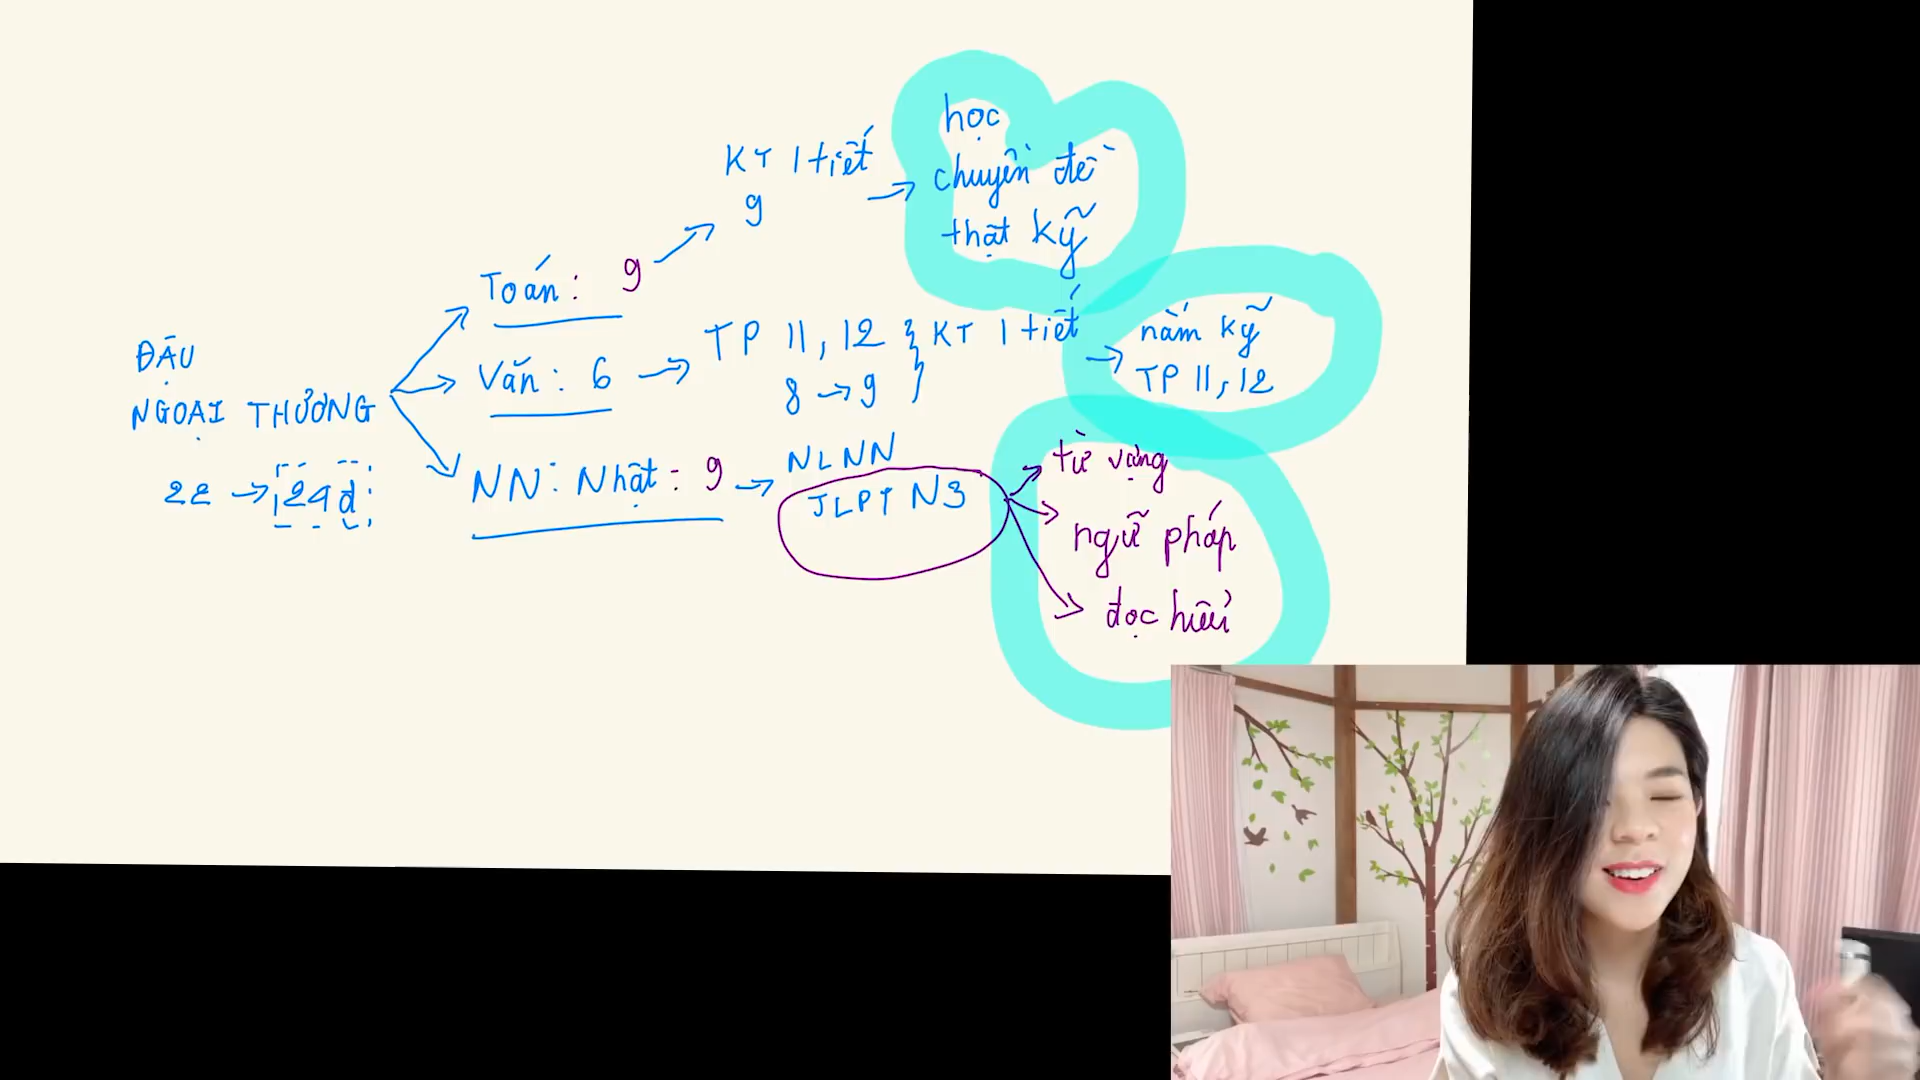 ĐẬU
NGOẠI THƯƠNG
22 → 24đ
Toán: 9
KT 1 tiết
9
học
chuyên đề
thật kỹ
Văn: 6
TP 11, 12 } KT 1 tiết
8 → 9
nắm kỹ
TP 11, 12
NN: Nhật: 9
NLNN
JLPT N3
từ vựng
ngữ pháp
đọc hiểu